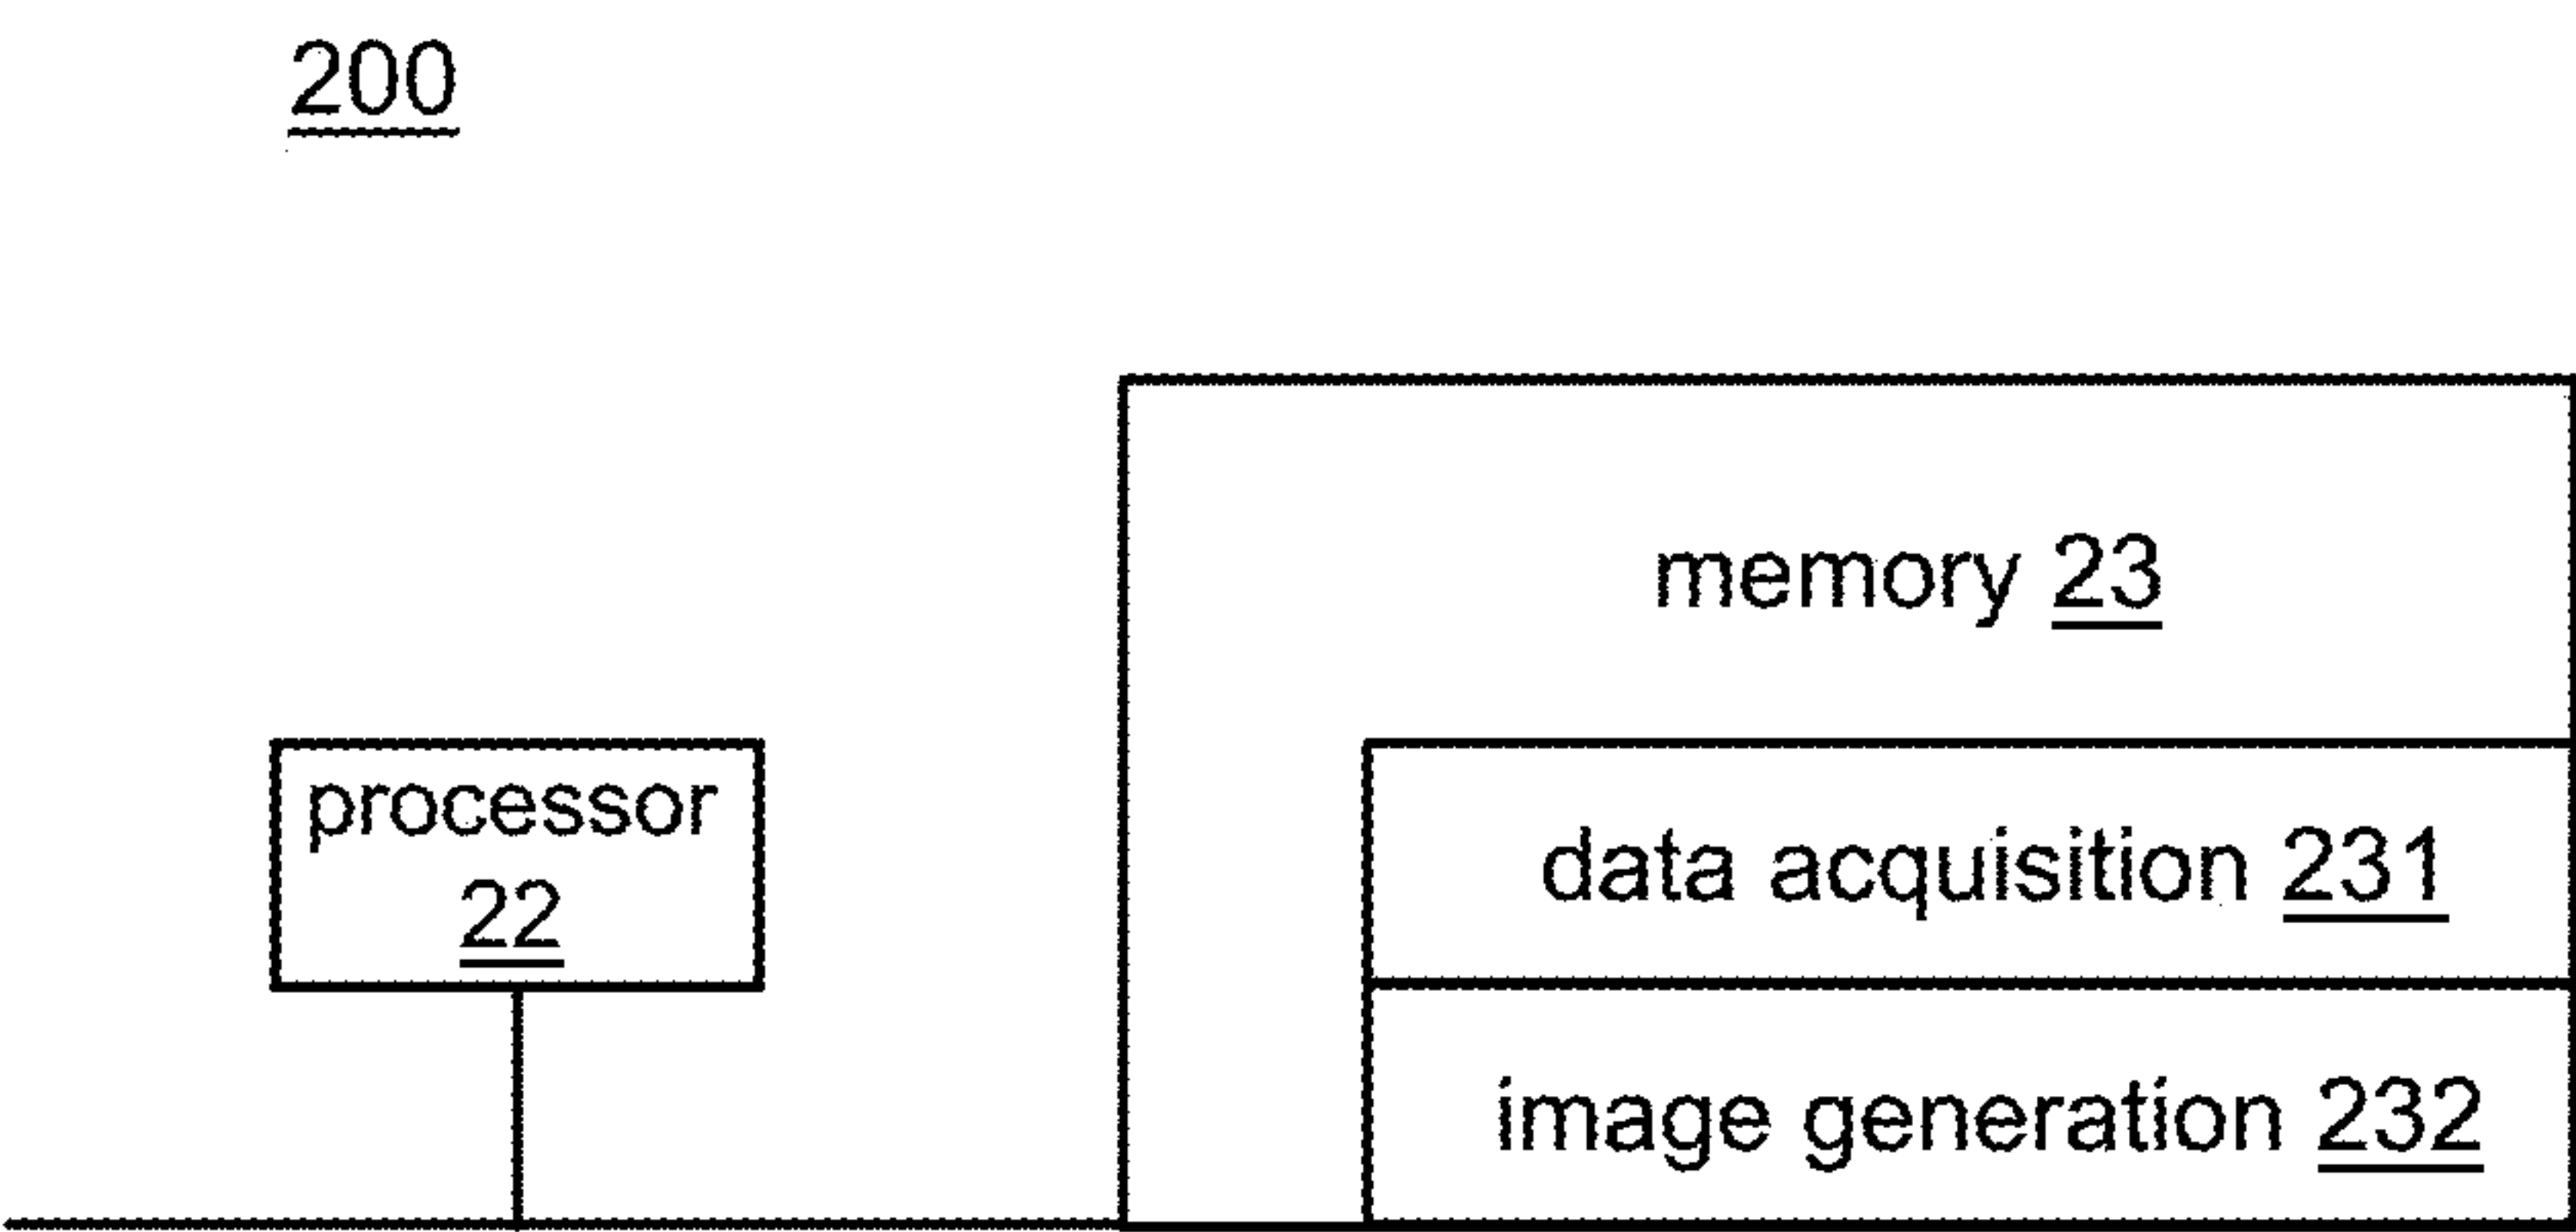 200
memory 23
processor
22
data acquisition 231
image generation 232